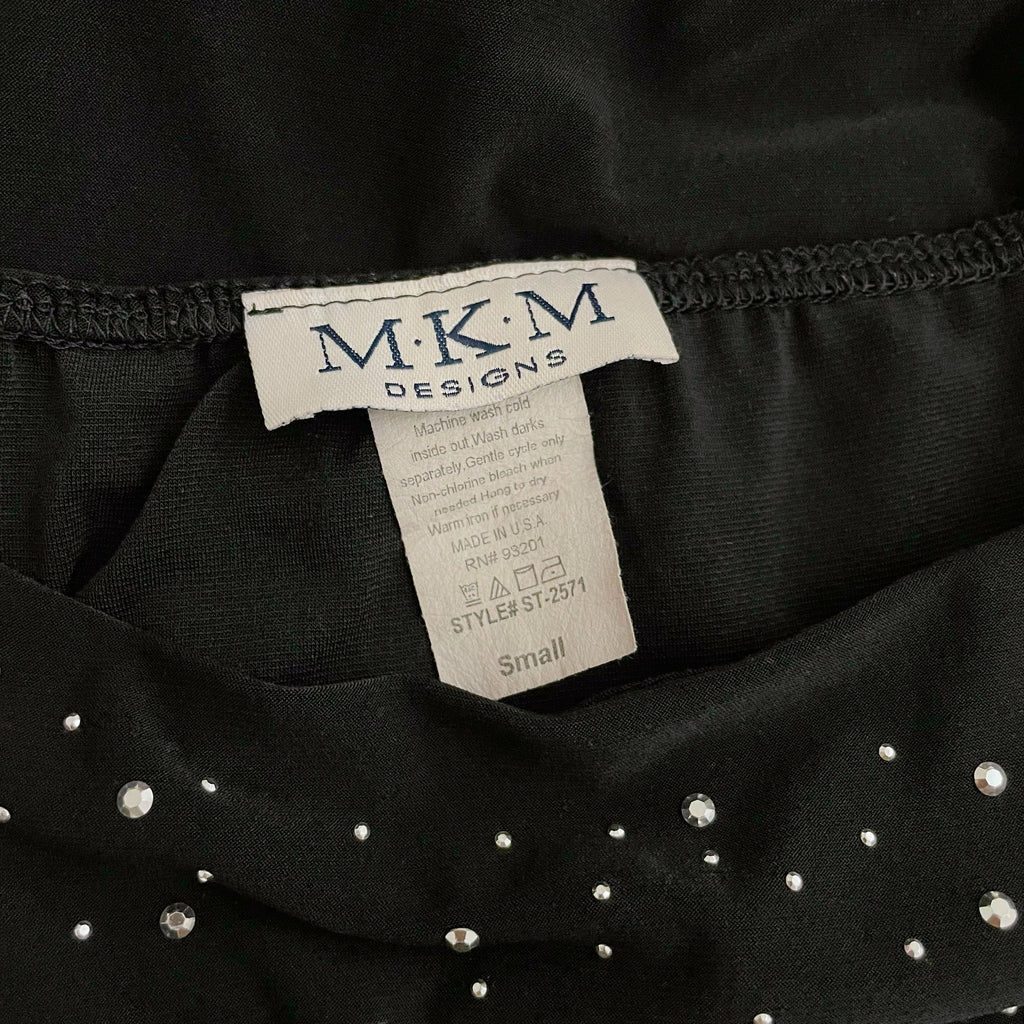 M·K·M
DESIGNS
Machine wash cold
inside out,Wash darks
separately,Gentle cycle only
Non-chlorine bleach when
needed Hang to dry
Warm iron if necessary
MADE IN U.S.A.
RN# 93201
STYLE# ST-2571
Small